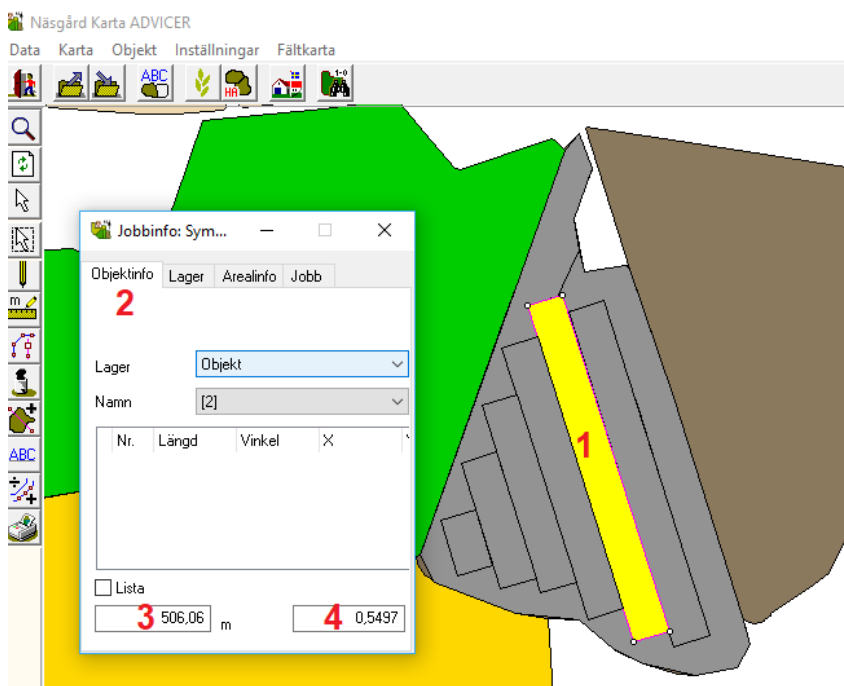 Näsgård Karta ADVICER
Data Karta Objekt Inställningar Fältkarta
ABC HA 1-0
m
ABC
Jobbinfo: Sym...
Objektinfo Lager Arealinfo Jobb
2
Lager Objekt
Namn [2]
Nr. Längd Vinkel X
Lista
3 506,06 m 4 0,5497
1